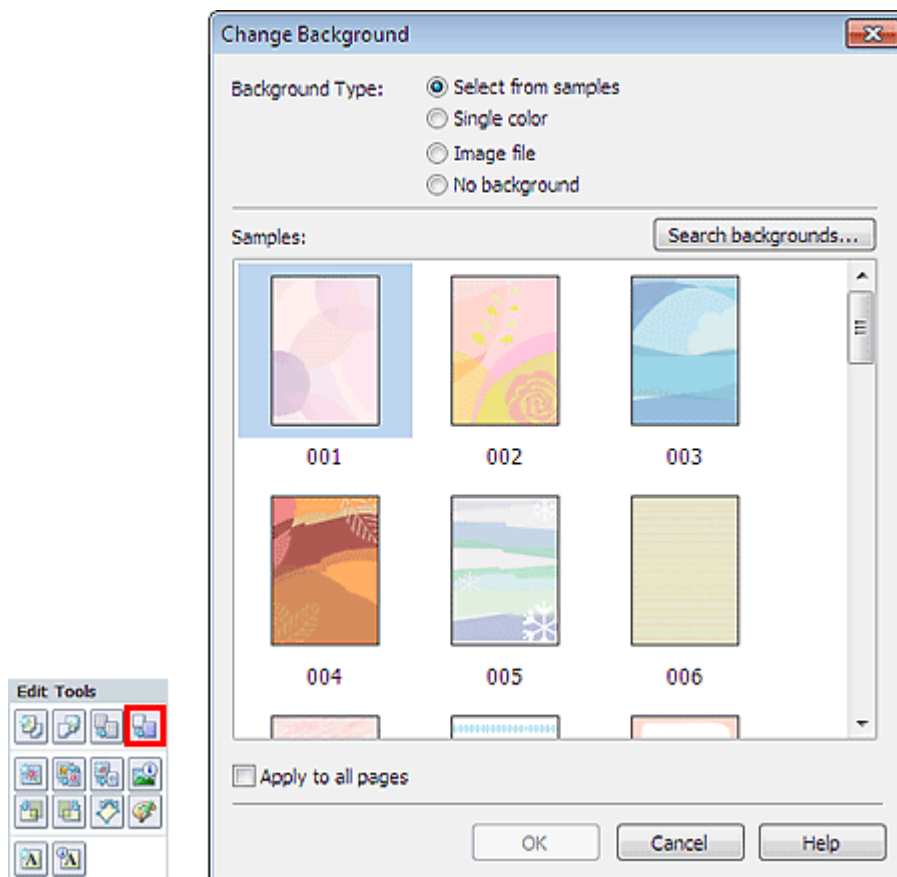 Change Background
Background Type:
Select from samples
Single color
Image file
No background
Samples:
Search backgrounds...
001 002 003
004 005 006
Edit Tools
Apply to all pages
OK Cancel Help
A A